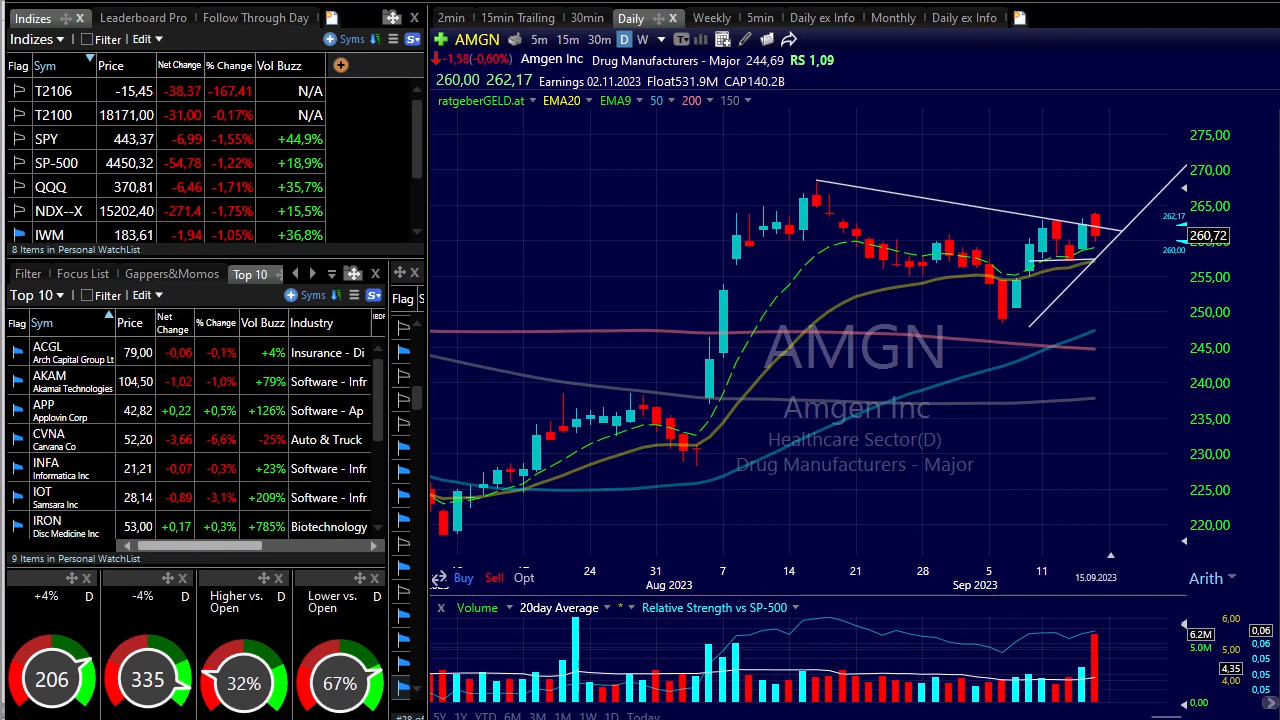 Indizes
Leaderboard Pro
Follow Through Day
Indizes
Filter
Edit
Syms
Flag Sym Price Net Change % Change Vol Buzz
T2106 -15,45 -38,37 -167,41 N/A
T2100 18171,00 -31,00 -0,17% N/A
SPY 443,37 -6,99 -1,55% +44,9%
SP-500 4450,32 -54,78 -1,22% +18,9%
QQQ 370,81 -6,46 -1,71% +35,7%
NDX--X 15202,40 -271,4 -1,75% +15,5%
IWM 183,61 -1,94 -1,05% +36,8%
8 Items in Personal WatchList
Filter Focus List Gappers&Momos Top 10
Top 10 Filter Edit Syms
Flag Sym Price Net Change % Change Vol Buzz Industry
ACGL 79,00 -0,06 -0,1% +4% Insurance - Di
Arch Capital Group Lt
AKAM 104,50 -1,02 -1,0% +79% Software - Infr
Akamai Technologies
APP 42,82 +0,22 +0,5% +126% Software - Ap
Applovin Corp
CVNA 52,20 -3,66 -6,6% -25% Auto & Truck
Carvana Co
INFA 21,21 -0,07 -0,3% +23% Software - Infr
Informatica Inc
IOT 28,14 -0,89 -3,1% +209% Software - Infr
Samsara Inc
IRON 53,00 +0,17 +0,3% +785% Biotechnology
Disc Medicine Inc
9 Items in Personal WatchList
Flag S
+4% D
206
-4% D
335
Higher vs. Open D
32%
Lower vs. Open D
67%
2min 15min Trailing 30min Daily Weekly 5min Daily ex Info Monthly Daily ex Info
AMGN 5m 15m 30m D W
-1,58(-0,60%) Amgen Inc Drug Manufacturers - Major 244,69 RS 1,09
260,00 262,17 Earnings 02.11.2023 Float531.9M CAP140.2B
ratgeberGELD.at EMA20 EMA9 50 200 150
275,00
270,00
265,00
262,17
260,72
260,00
255,00
250,00
245,00
240,00
235,00
230,00
225,00
220,00
AMGN
Amgen Inc
Healthcare Sector(D)
Drug Manufacturers - Major
24 31 7 14 21 28 5 11
Aug 2023 Sep 2023 15.09.2023
Buy Sell Opt
Arith
X Volume 20day Average * Relative Strength vs SP-500
6.2M
5.0M
0,00
6,00
5,00
4,35
4,00
0,06
0,06
0,05
0,05
0,05
5Y 1Y YTD 6M 3M 1M 1W 1D Today